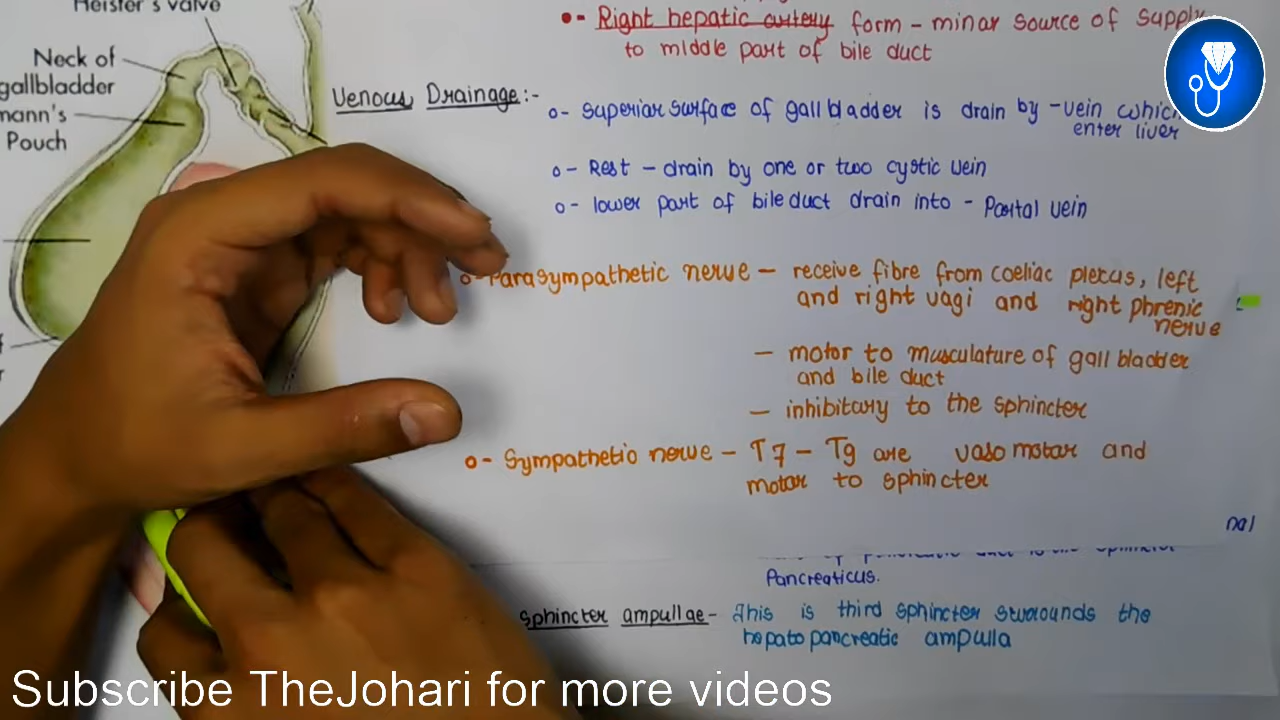 Heister's valve
Neck of
gallbladder
mann's
Pouch
•- Right hepatic artery form - minor source of supply
to middle part of bile duct
Venous Drainage:-
o- Superior surface of gall bladder is drain by - vein which
enter liver
o- Rest - drain by one or two cystic vein
o- lower part of bile duct drain into - Portal vein
o- Parasympathetic nerve - receive fibre from coeliac plexus, left
and right vagi and right phrenic
nerve
- motor to musculature of gall bladder
and bile duct
- inhibitary to the sphincter
o- Sympathetic nerve - T7 - T9 are vaso motor and
motor to sphincter
nal
Pancreaticus.
Sphincter ampullae - This is third sphincter surrounds the
hepato pancreatic ampulla
Subscribe TheJohari for more videos